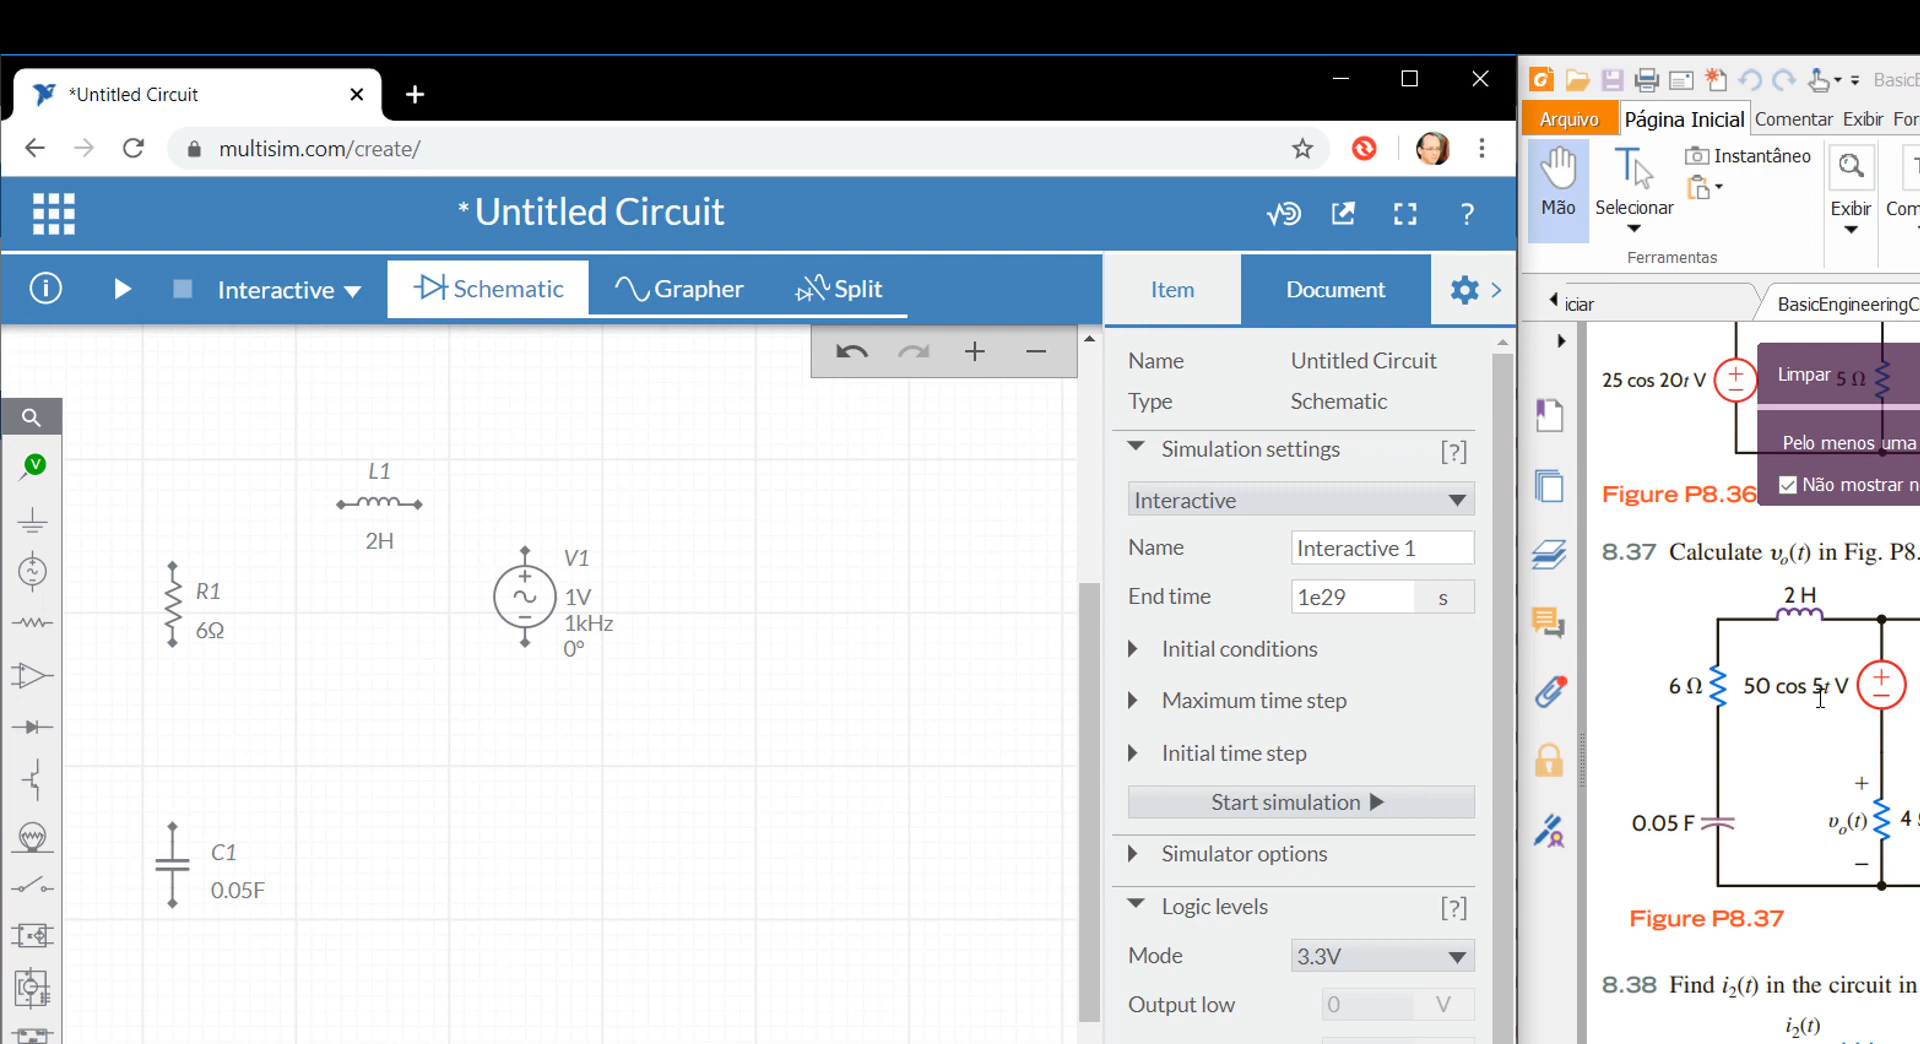 *Untitled Circuit
multisim.com/create/
* Untitled Circuit
?
Interactive
Schematic
Grapher
Split
Item
Document
Name
Untitled Circuit
Type
Schematic
Simulation settings
[?]
Interactive
Name
Interactive 1
End time
1e29
s
Initial conditions
Maximum time step
Initial time step
Start simulation
Simulator options
Logic levels
[?]
Mode
3.3V
Output low
0
V
V
L1
2H
R1
6Ω
V1
1V
1kHz
0°
C1
0.05F
Arquivo
Página Inicial
Comentar
Exibir
Mão
Selecionar
Instantâneo
Exibir
Ferramentas
iciar
25 cos 20t V
+
−
Limpar
5 Ω
Pelo menos uma
Não mostrar
Figure P8.36
8.37 Calculate vo(t) in Fig. P8.
2 H
6 Ω
50 cos 5t V
+
−
0.05 F
+
vo(t)
4
−
Figure P8.37
8.38 Find i2(t) in the circuit in
i2(t)